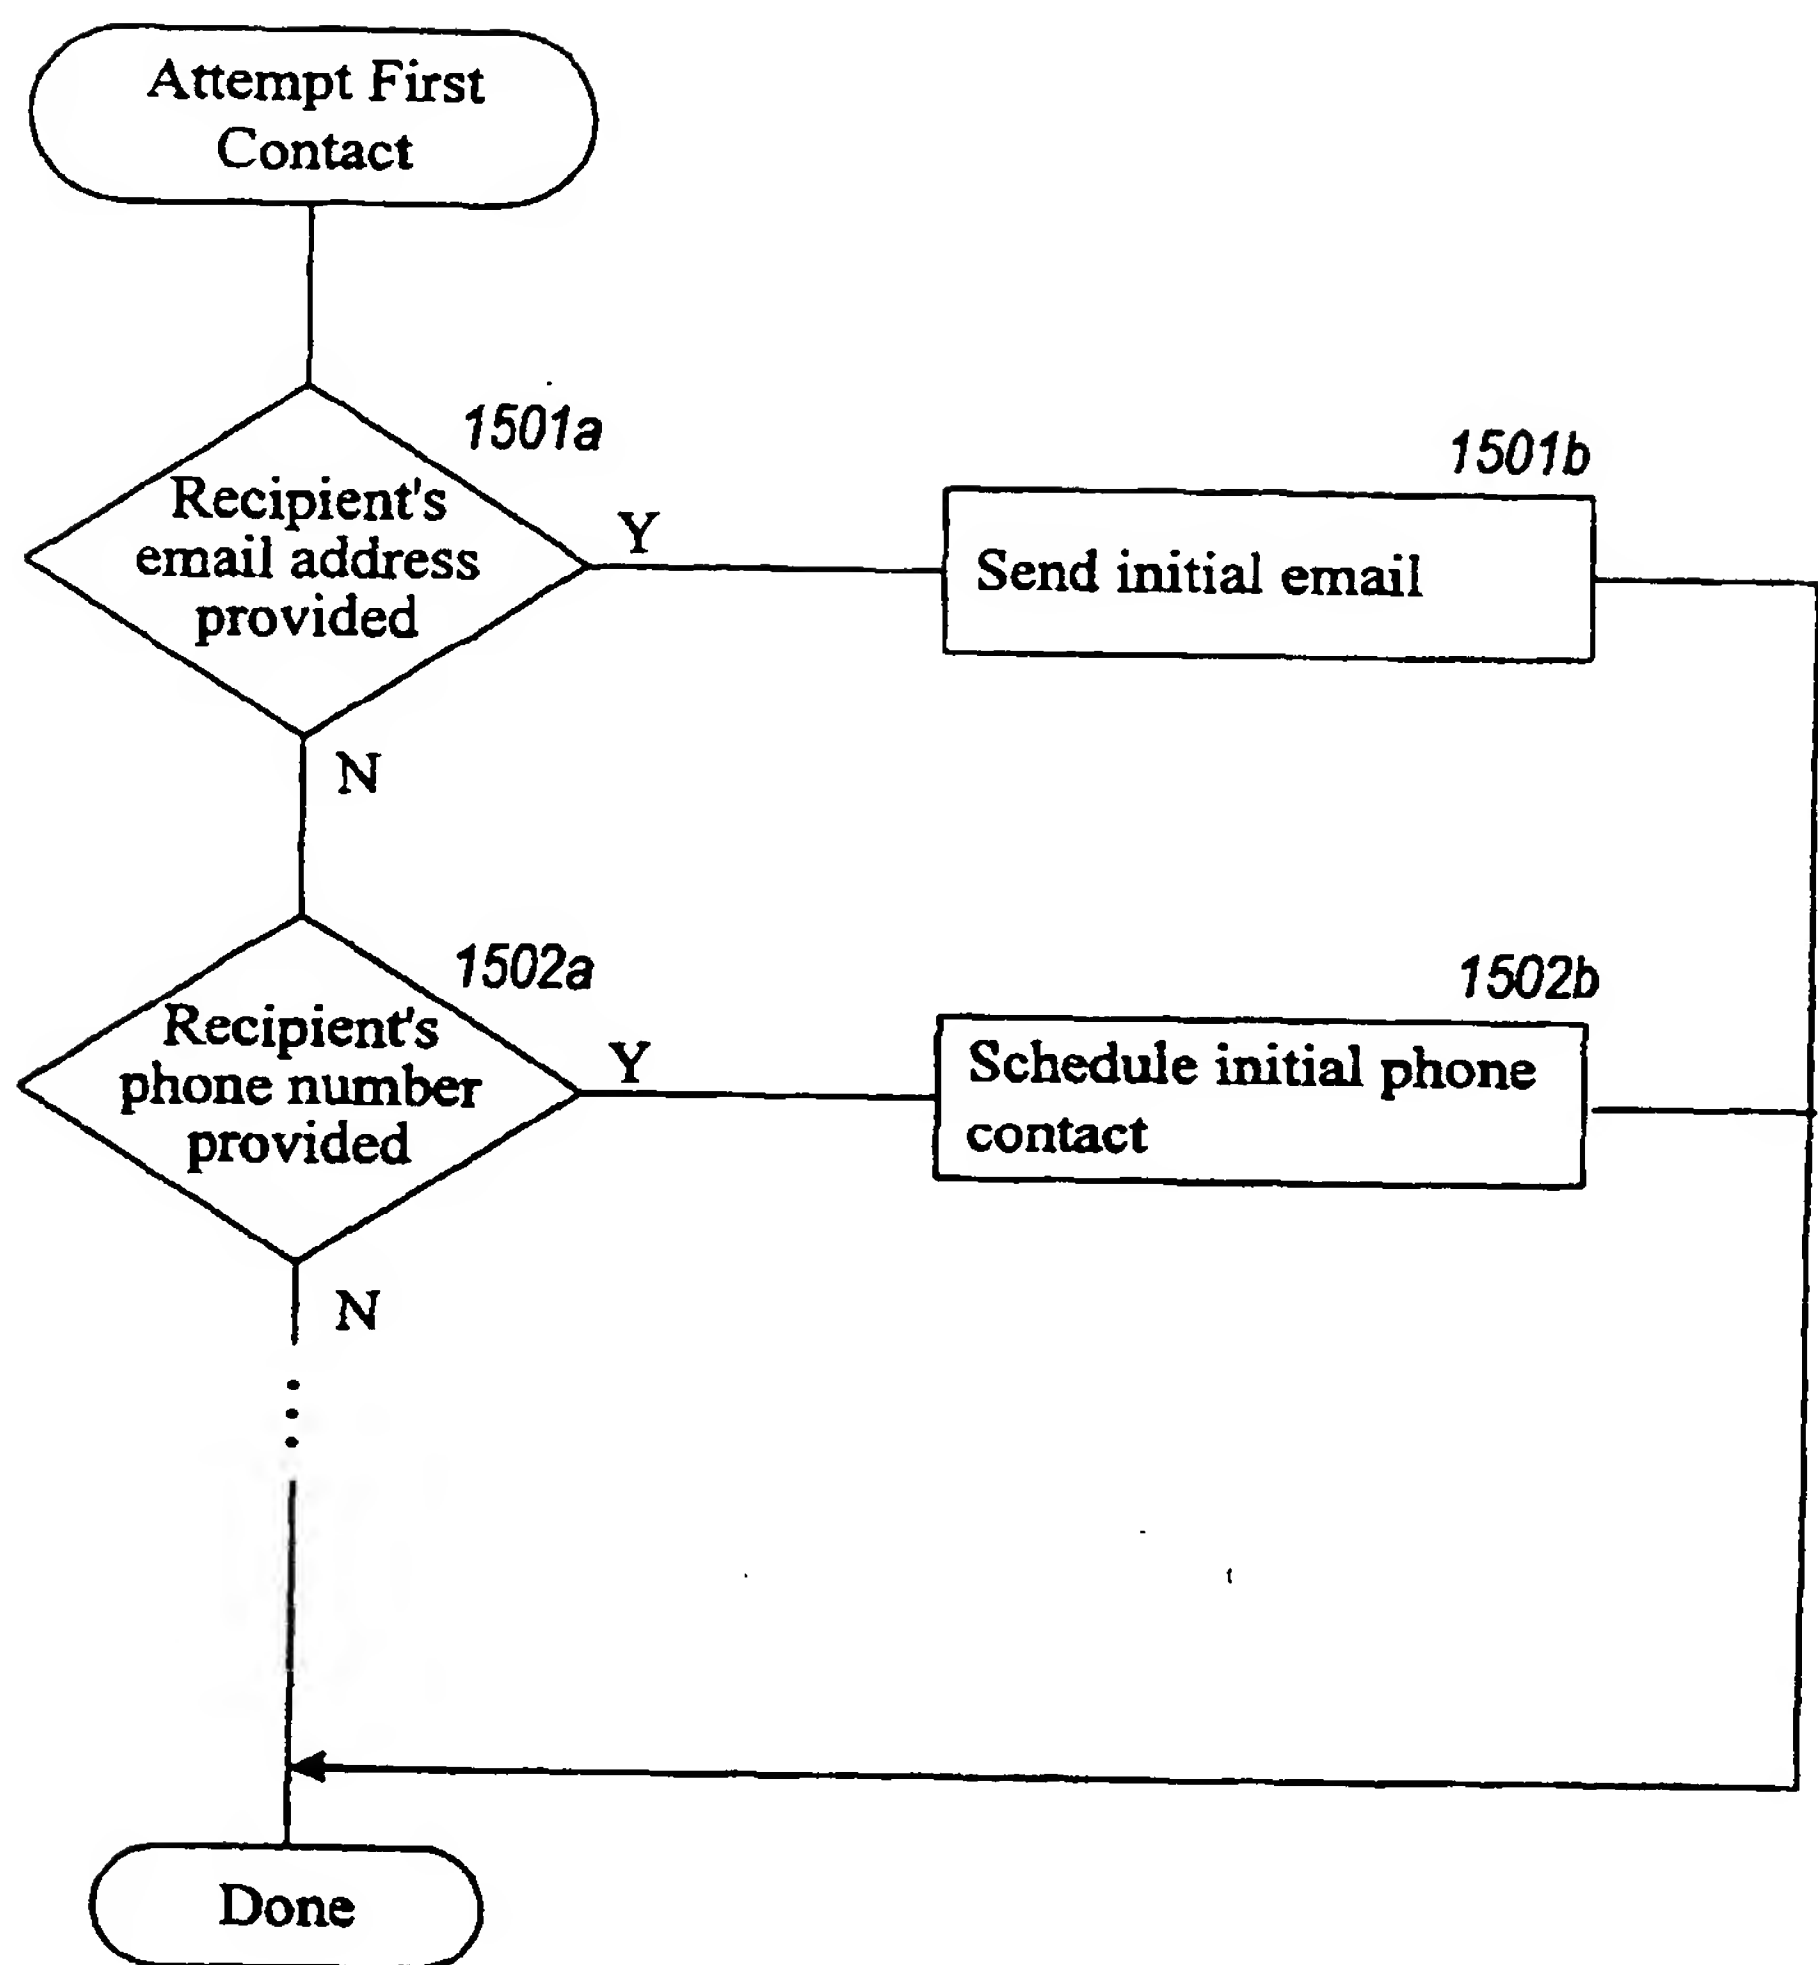 Attempt First
Contact
1501a
Recipient's
email address
provided
Y
1501b
Send initial email
N
1502a
Recipient's
phone number
provided
Y
1502b
Schedule initial phone
contact
N
Done